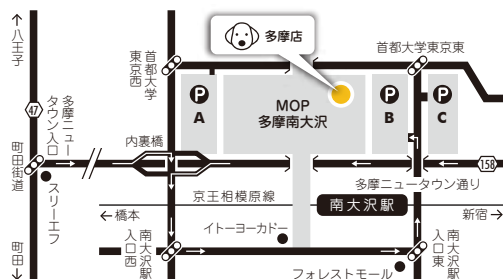 ↑八王子
多摩店
首都大学東京東
首都大学
東京西
P
A
MOP
多摩南大沢
P
B
P
C
47
多摩ニュー
タウン入口
町田街道
スリーエフ
内裏橋
158
多摩ニュータウン通り
京王相模原線
←橋本
南大沢駅
新宿→
イトーヨーカドー
南大沢駅
入口西
南大沢駅
入口東
フォレストモール
町田↓